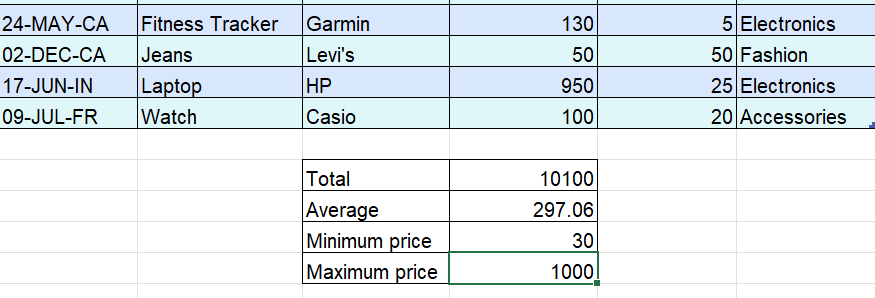 24-MAY-CA Fitness Tracker Garmin 130 5 Electronics
02-DEC-CA Jeans Levi's 50 50 Fashion
17-JUN-IN Laptop HP 950 25 Electronics
09-JUL-FR Watch Casio 100 20 Accessories
Total 10100
Average 297.06
Minimum price 30
Maximum price 1000